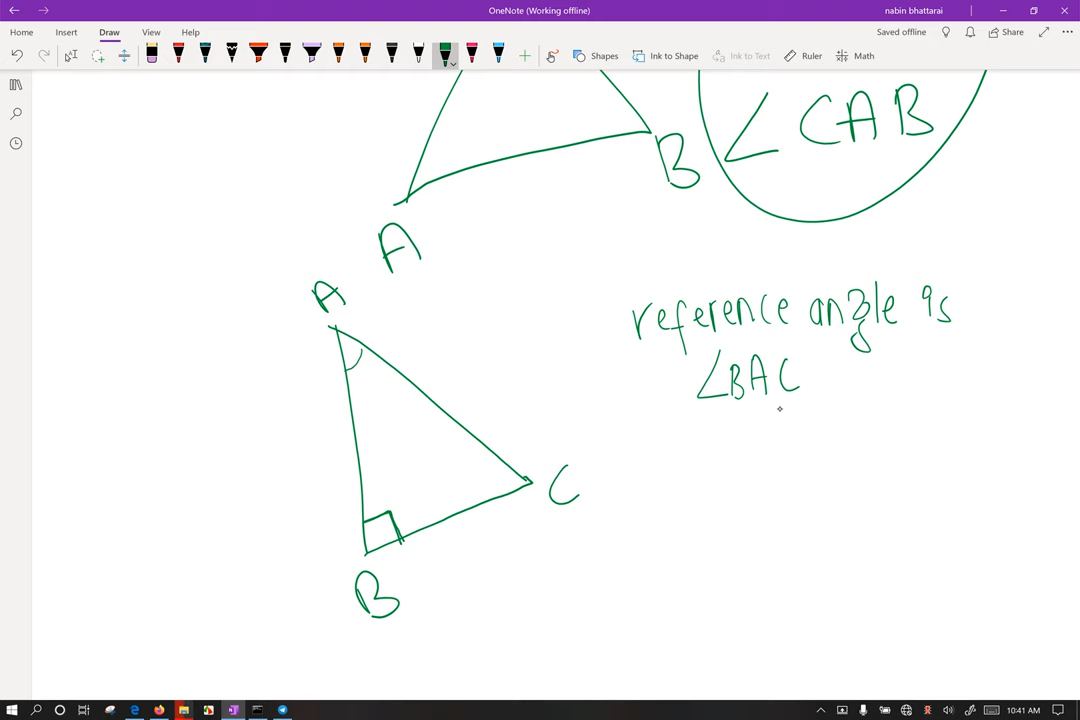 OneNote (Working offline)
nabin bhattarai
Home Insert Draw View Help
Saved offline Share
Shapes Ink to Shape Ink to Text Ruler Math
∠ CAB
B
A
A
reference angle is
∠BAC
C
B
10:41 AM